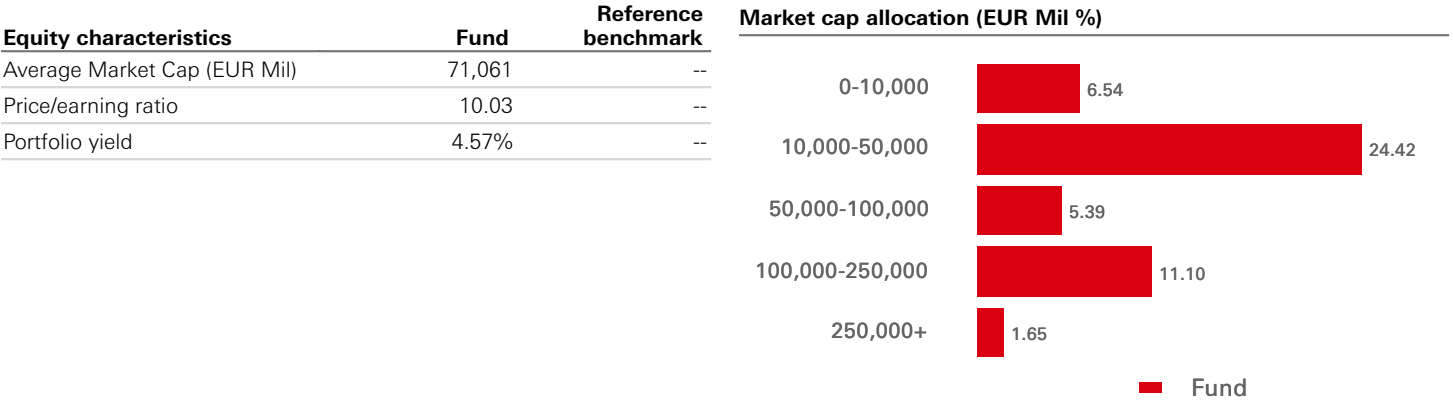 Equity characteristics Fund Reference benchmark
Average Market Cap (EUR Mil) 71,061 --
Price/earning ratio 10.03 --
Portfolio yield 4.57% --
Market cap allocation (EUR Mil %)
0-10,000 6.54
10,000-50,000 24.42
50,000-100,000 5.39
100,000-250,000 11.10
250,000+ 1.65
Fund